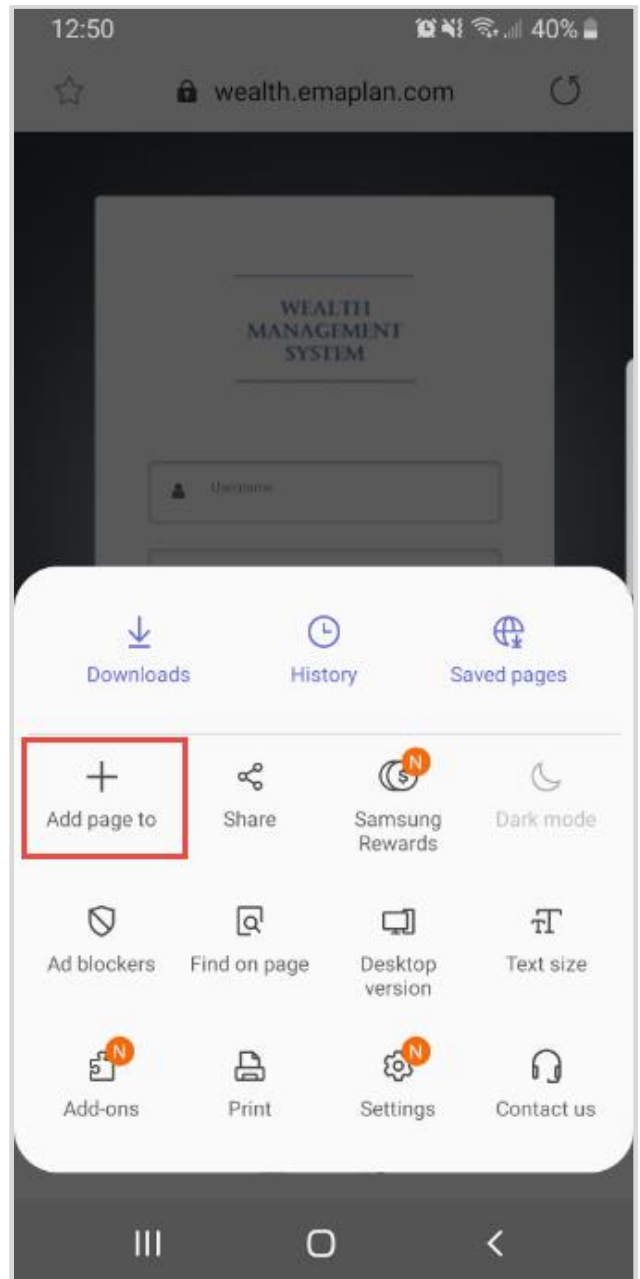 12:50
40%
wealth.emaplan.com
WEALTH
MANAGEMENT
SYSTEM
Username
Downloads
History
Saved pages
N
Add page to
Share
Samsung
Rewards
Dark mode
Ad blockers
Find on page
Desktop
version
Text size
N
N
Add-ons
Print
Settings
Contact us